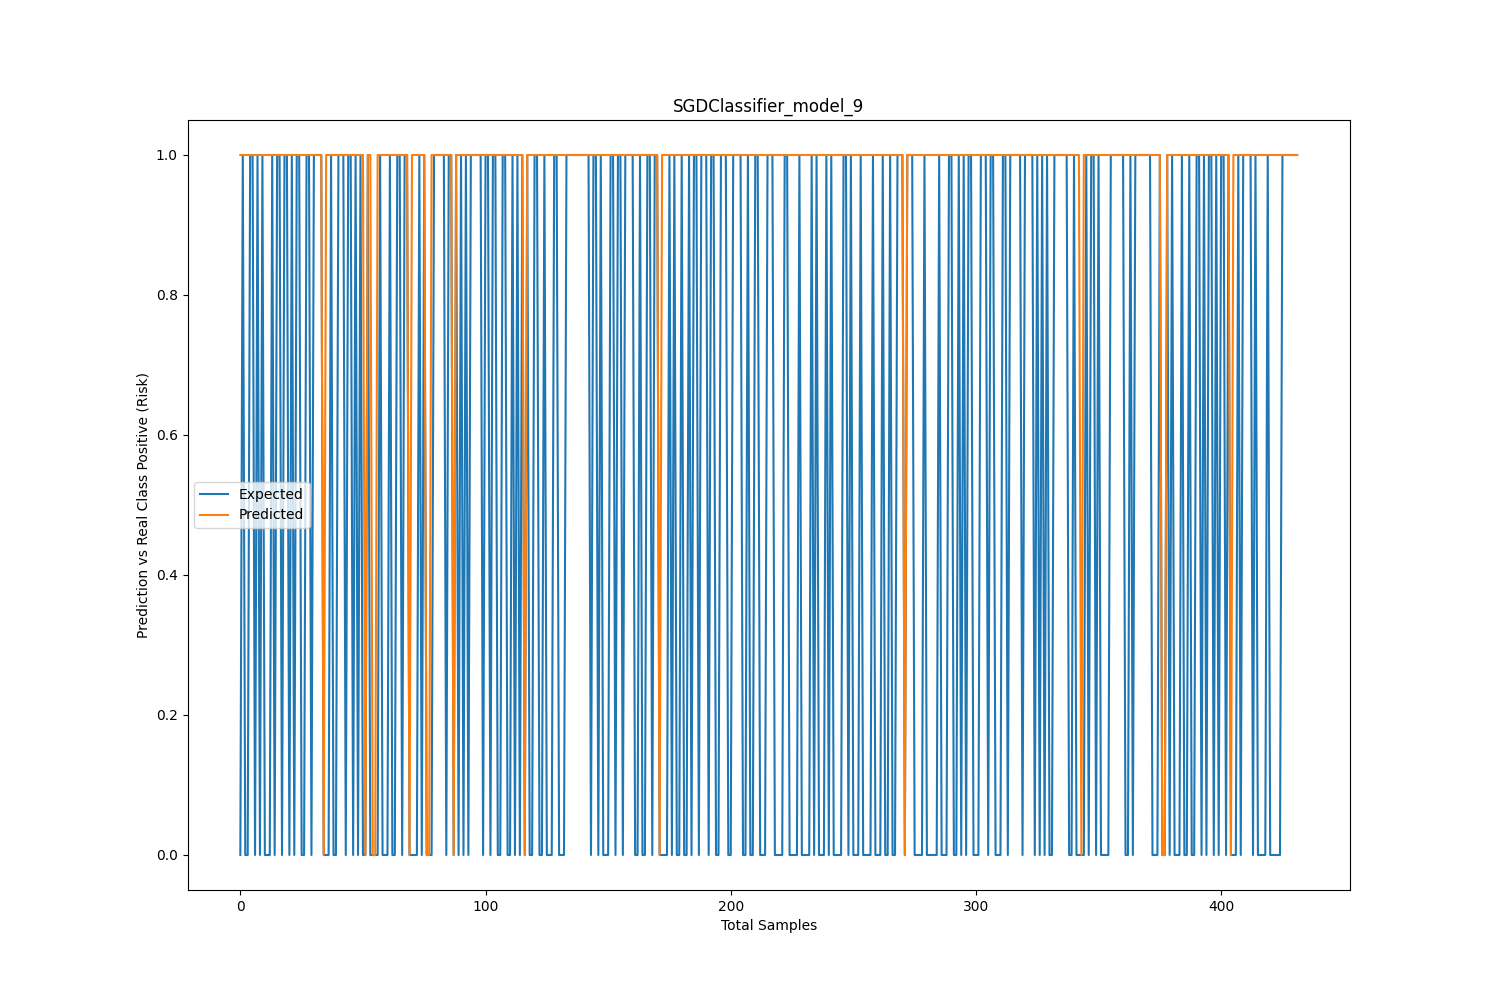 SGDClassifier_model_9
1.0
0.8
0.6
0.4
0.2
0.0
Prediction vs Real Class Positive (Risk)
Expected
Predicted
0 100 200 300 400
Total Samples